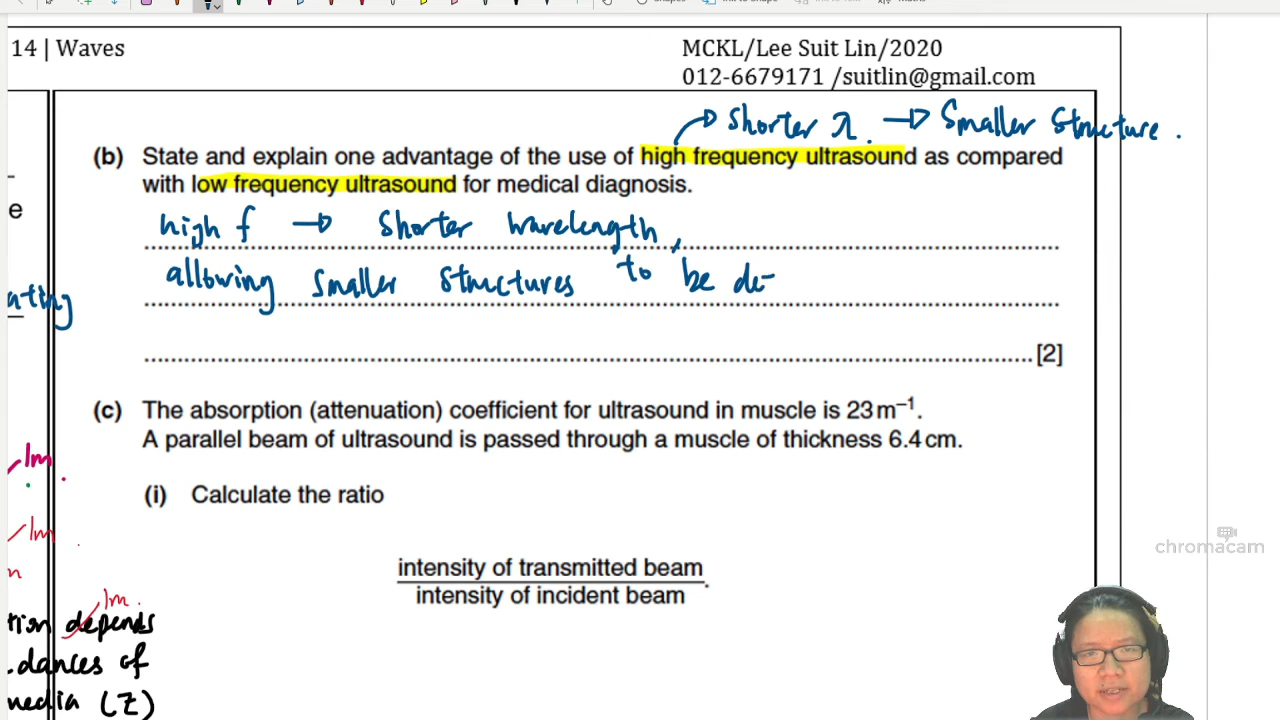 14 | Waves
MCKL/Lee Suit Lin/2020
012-6679171 /suitlin@gmail.com
→ Shorter λ. → Smaller structure.
(b) State and explain one advantage of the use of high frequency ultrasound as compared
with low frequency ultrasound for medical diagnosis.
high f → shorter wavelength,
allowing smaller structures to be de
[2]
e
ating
(c) The absorption (attenuation) coefficient for ultrasound in muscle is 23 m⁻¹.
A parallel beam of ultrasound is passed through a muscle of thickness 6.4 cm.
1m
(i) Calculate the ratio
1m
intensity of transmitted beam
intensity of incident beam
1m
tion depends
dances of
media (Z)
chromacam